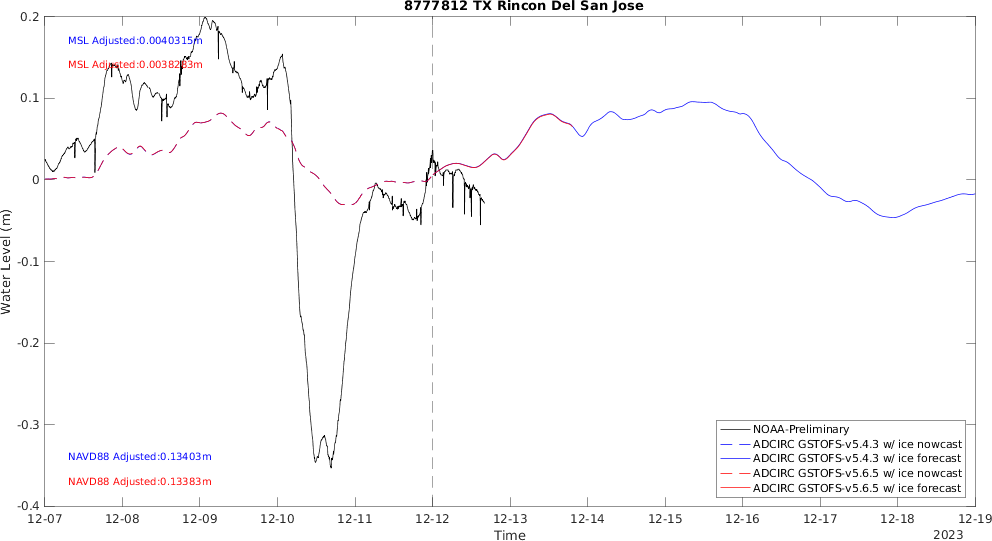 8777812 TX Rincon Del San Jose
MSL Adjusted:0.0040315m
MSL Adjusted:0.0038283m
0.2
0.1
0
-0.1
-0.2
-0.3
-0.4
Water Level (m)
NAVD88 Adjusted:0.13403m
NAVD88 Adjusted:0.13383m
NOAA-Preliminary
ADCIRC GSTOFS-v5.4.3 w/ ice nowcast
ADCIRC GSTOFS-v5.4.3 w/ ice forecast
ADCIRC GSTOFS-v5.6.5 w/ ice nowcast
ADCIRC GSTOFS-v5.6.5 w/ ice forecast
12-07 12-08 12-09 12-10 12-11 12-12 12-13 12-14 12-15 12-16 12-17 12-18 12-19
Time
2023